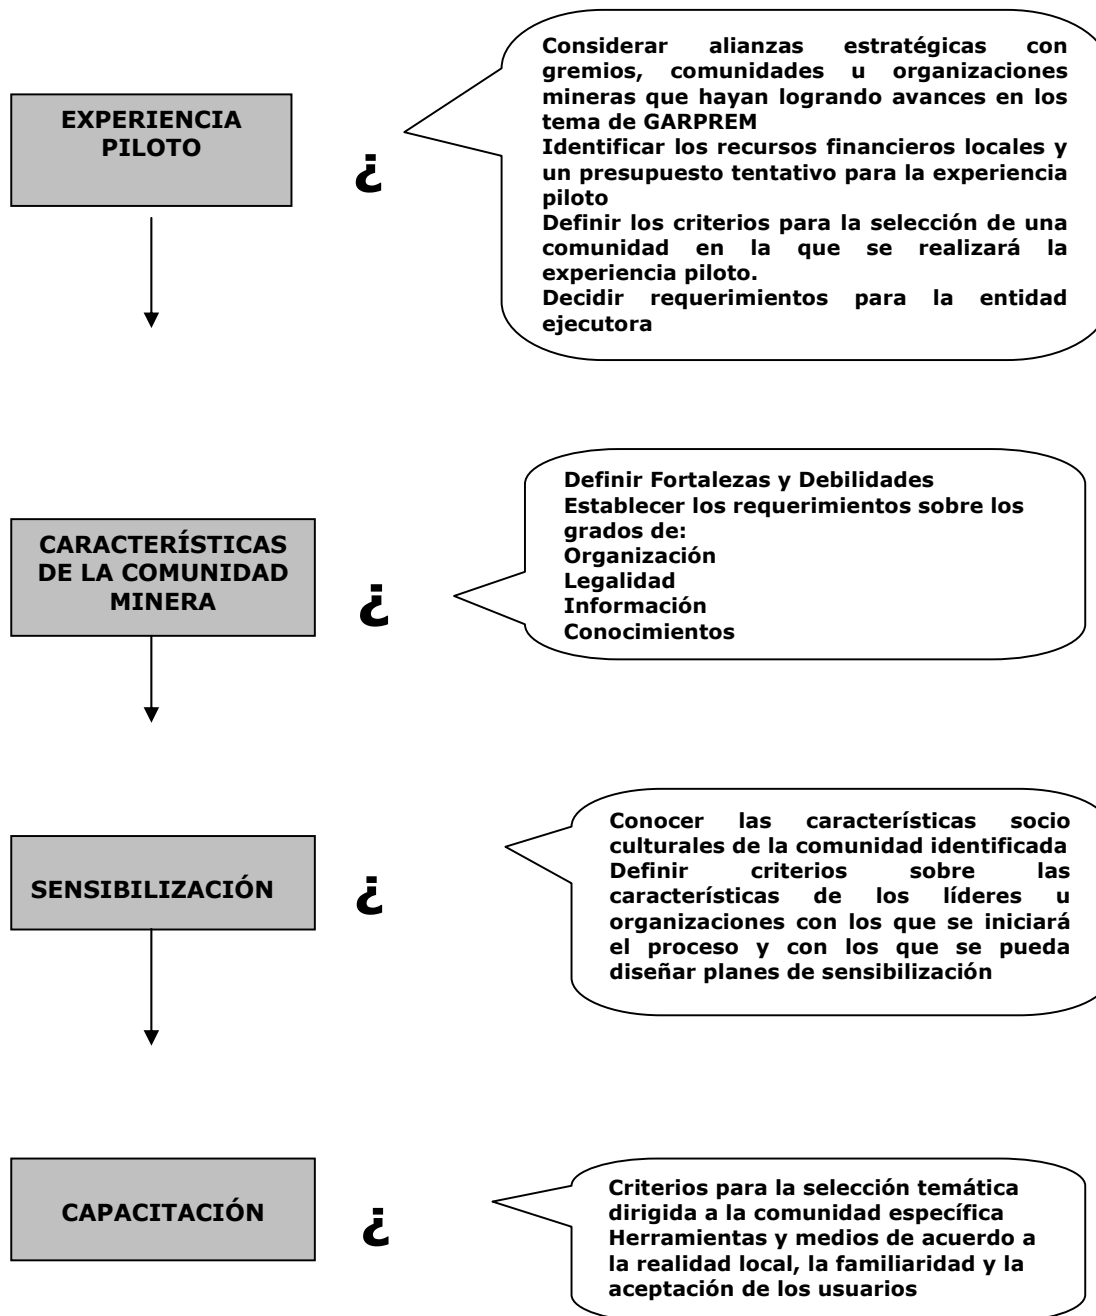 EXPERIENCIA
PILOTO
¿
Considerar alianzas estratégicas con
gremios, comunidades u organizaciones
mineras que hayan logrando avances en los
tema de GARPREM
Identificar los recursos financieros locales y
un presupuesto tentativo para la experiencia
piloto
Definir los criterios para la selección de una
comunidad en la que se realizará la
experiencia piloto.
Decidir requerimientos para la entidad
ejecutora
CARACTERÍSTICAS
DE LA COMUNIDAD
MINERA
¿
Definir Fortalezas y Debilidades
Establecer los requerimientos sobre los
grados de:
Organización
Legalidad
Información
Conocimientos
SENSIBILIZACIÓN
¿
Conocer las características socio
culturales de la comunidad identificada
Definir criterios sobre las
características de los líderes u
organizaciones con los que se iniciará
el proceso y con los que se pueda
diseñar planes de sensibilización
CAPACITACIÓN
¿
Criterios para la selección temática
dirigida a la comunidad específica
Herramientas y medios de acuerdo a
la realidad local, la familiaridad y la
aceptación de los usuarios